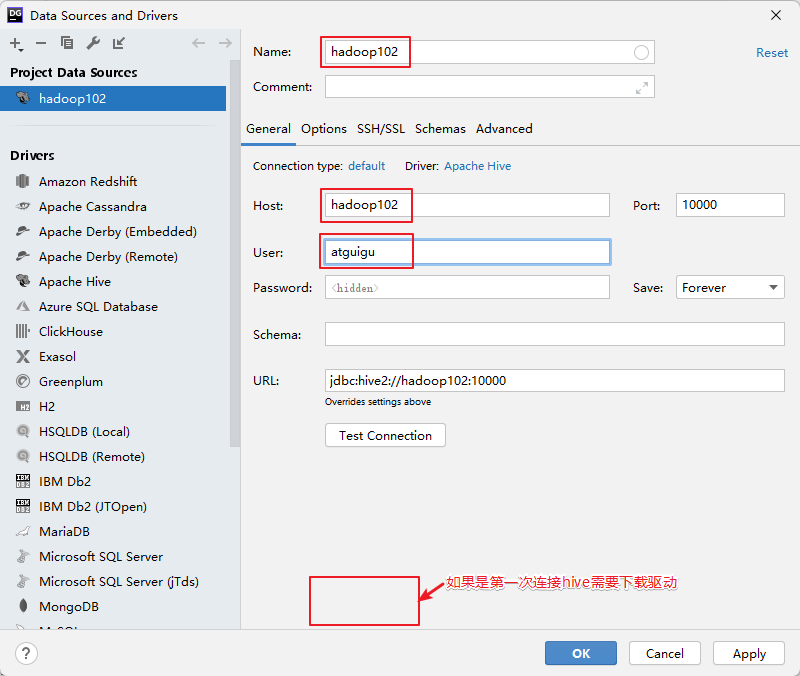 DG Data Sources and Drivers
Project Data Sources
hadoop102
Drivers
Amazon Redshift
Apache Cassandra
Apache Derby (Embedded)
Apache Derby (Remote)
Apache Hive
Azure SQL Database
ClickHouse
Exasol
Greenplum
H2
HSQLDB (Local)
HSQLDB (Remote)
IBM Db2
IBM Db2 (JTOpen)
MariaDB
Microsoft SQL Server
Microsoft SQL Server (jTds)
MongoDB
MySQL
Name: hadoop102
Reset
Comment:
General Options SSH/SSL Schemas Advanced
Connection type: default Driver: Apache Hive
Host: hadoop102 Port: 10000
User: atguigu
Password: <hidden> Save: Forever
Schema:
URL: jdbc:hive2://hadoop102:10000
Overrides settings above
Test Connection
如果是第一次连接hive需要下载驱动
? OK Cancel Apply